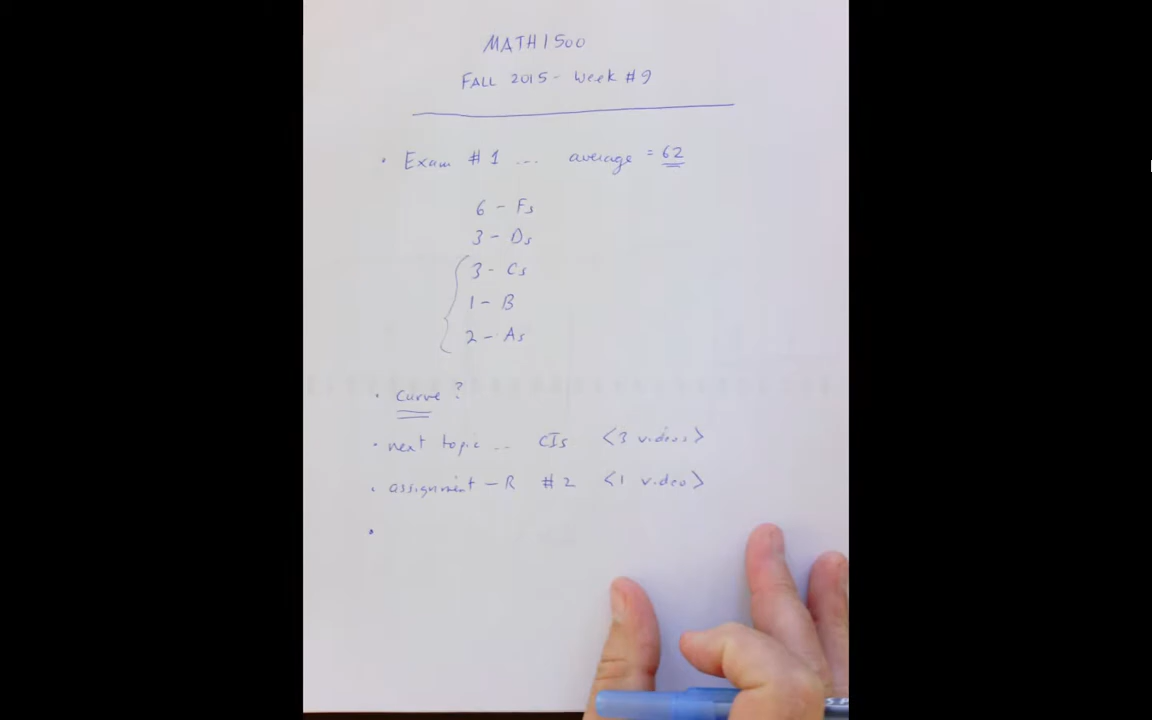 MATH 1500
FALL 2015 - Week #9
• Exam #1 ... average = 62
6 - Fs
3 - Ds
3 - Cs
1 - B
2 - As
• Curve?
• next topic ... CIs <3 videos>
• assignment - R #2 <1 video>
•